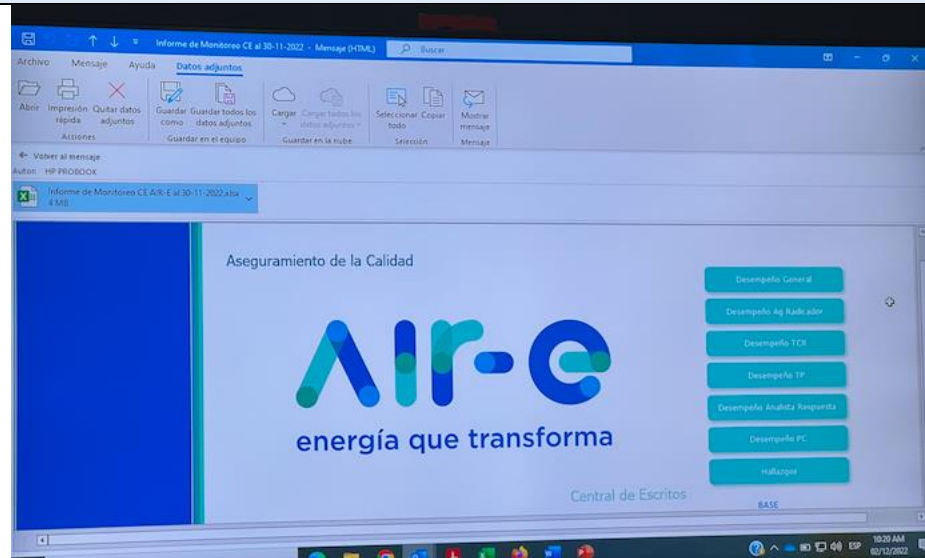 Informe de Monitoreo CE al 30-11-2022 - Mensaje (HTML)
Buscar
Archivo Mensaje Ayuda Datos adjuntos
Abrir Impresión rápida Quitar datos adjuntos
Guardar como Guardar todos los datos adjuntos
Cargar Cargar todos los datos adjuntos
Seleccionar todo Copiar
Mostrar mensaje
Acciones Guardar en el equipo Guardar en la nube Selección Mensaje
Volver al mensaje
Autor: HP PROBOOK
Informe de Monitoreo CE AIR-E al 30-11-2022.xlsx
4 MB
Aseguramiento de la Calidad
AIr-e
energía que transforma
Central de Escritos
Desempeño General
Desempeño Ag Radicador
Desempeño TCR
Desempeño TP
Desempeño Analista Respuesta
Desempeño PC
Hallazgos
BASE
ESP
10:20 AM
02/12/2022